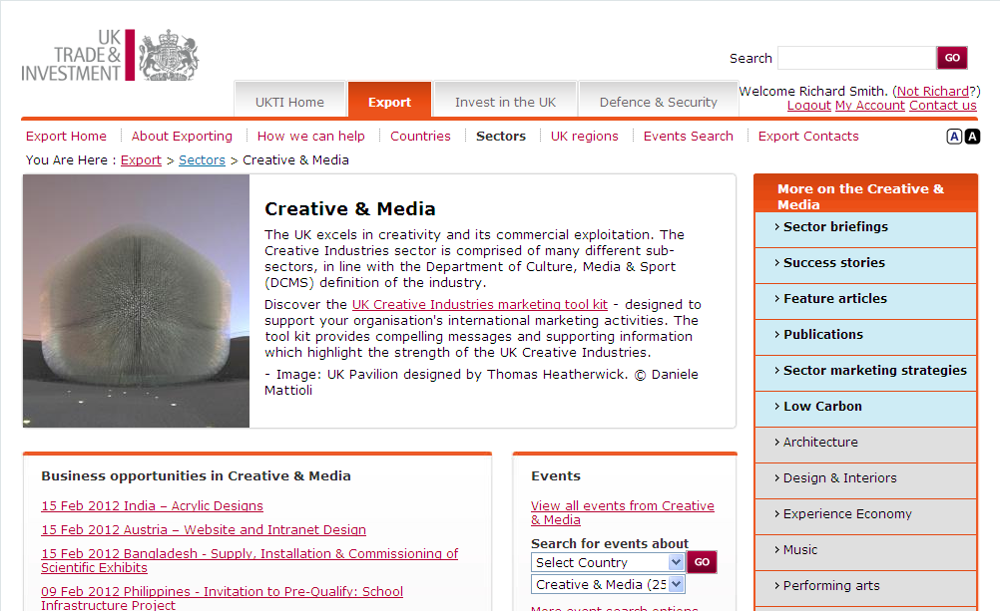 UK
TRADE &
INVESTMENT
Search
GO
Welcome Richard Smith. (Not Richard?)
Logout My Account Contact us
UKTI Home
Export
Invest in the UK
Defence & Security
Export Home
About Exporting
How we can help
Countries
Sectors
UK regions
Events Search
Export Contacts
A A
You Are Here : Export > Sectors > Creative & Media
Creative & Media
The UK excels in creativity and its commercial exploitation. The
Creative Industries sector is comprised of many different sub-
sectors, in line with the Department of Culture, Media & Sport
(DCMS) definition of the industry.
Discover the UK Creative Industries marketing tool kit - designed to
support your organisation's international marketing activities. The
tool kit provides compelling messages and supporting information
which highlight the strength of the UK Creative Industries.
- Image: UK Pavilion designed by Thomas Heatherwick. © Daniele
Mattioli
More on the Creative &
Media
› Sector briefings
› Success stories
› Feature articles
› Publications
› Sector marketing strategies
› Low Carbon
› Architecture
› Design & Interiors
› Experience Economy
› Music
› Performing arts
Business opportunities in Creative & Media
15 Feb 2012 India – Acrylic Designs
15 Feb 2012 Austria – Website and Intranet Design
15 Feb 2012 Bangladesh - Supply, Installation & Commissioning of
Scientific Exhibits
09 Feb 2012 Philippines - Invitation to Pre-Qualify: School
Infrastructure Project
Events
View all events from Creative
& Media
Search for events about
Select Country
GO
Creative & Media (25
More event search options